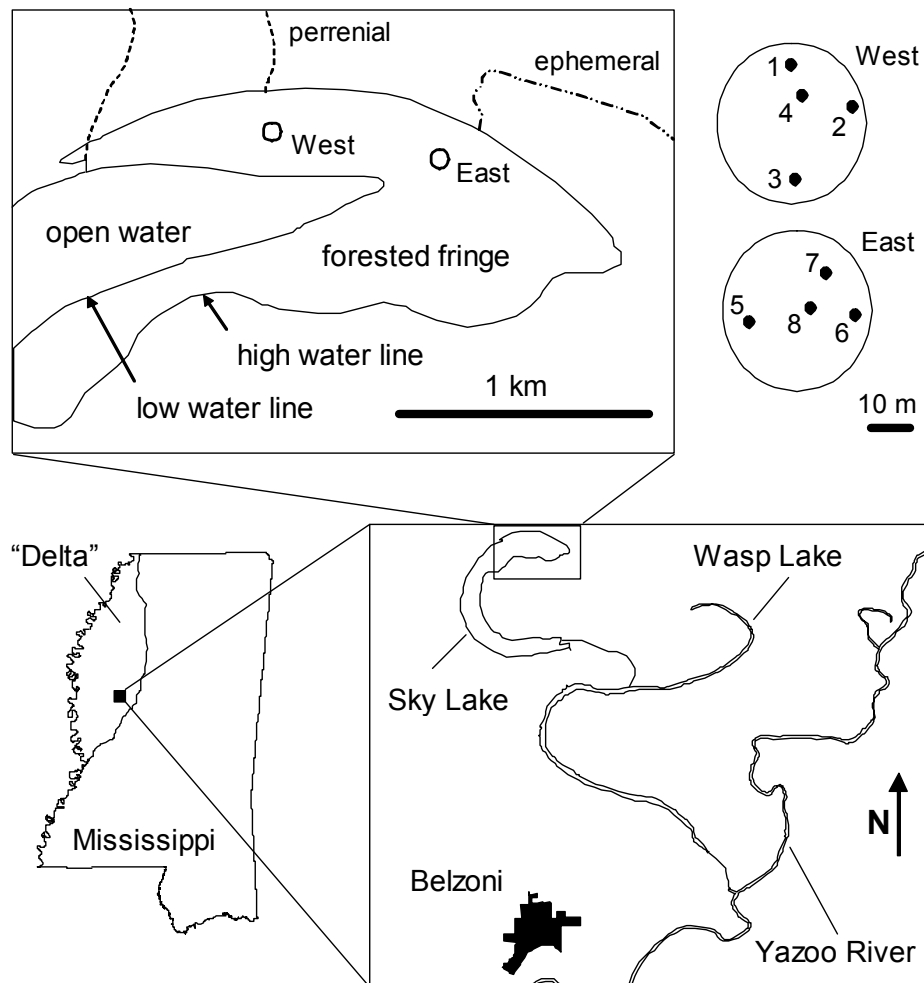 perrenial
ephemeral
West
East
open water
forested fringe
high water line
low water line
1 km
West
1
4
2
3
East
7
5
8
6
10 m
“Delta”
Mississippi
Wasp Lake
Sky Lake
N
Belzoni
Yazoo River